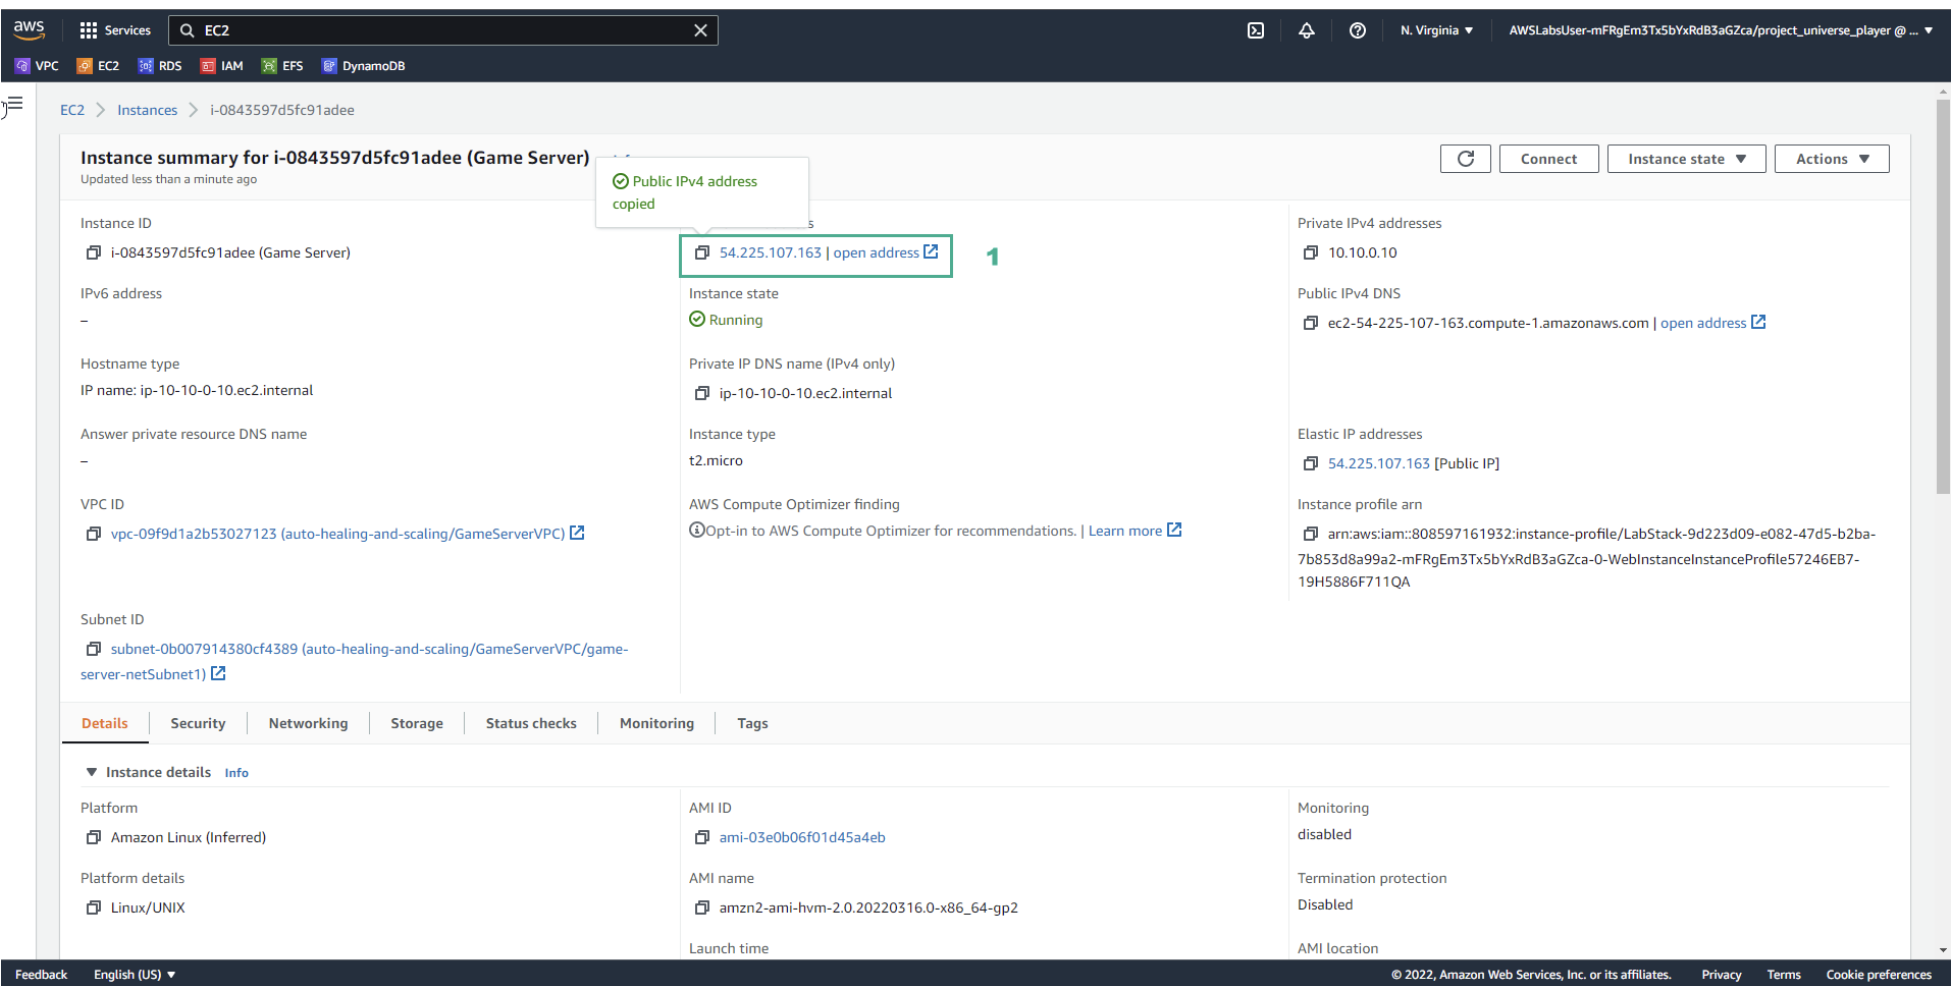 aws
Services
EC2
N. Virginia ▼
AWSLabsUser-mFRgEm3Tx5bYxRdB3aGZca/project_universe_player @ ... ▼
VPC
EC2
RDS
IAM
EFS
DynamoDB
EC2 > Instances > i-0843597d5fc91adee
Instance summary for i-0843597d5fc91adee (Game Server)
Updated less than a minute ago
Public IPv4 address
copied
Connect
Instance state ▼
Actions ▼
Instance ID
i-0843597d5fc91adee (Game Server)
54.225.107.163 | open address
1
Private IPv4 addresses
10.10.0.10
IPv6 address
–
Instance state
Running
Public IPv4 DNS
ec2-54-225-107-163.compute-1.amazonaws.com | open address
Hostname type
IP name: ip-10-10-0-10.ec2.internal
Private IP DNS name (IPv4 only)
ip-10-10-0-10.ec2.internal
Answer private resource DNS name
–
Instance type
t2.micro
Elastic IP addresses
54.225.107.163 [Public IP]
VPC ID
vpc-09f9d1a2b53027123 (auto-healing-and-scaling/GameServerVPC)
AWS Compute Optimizer finding
Opt-in to AWS Compute Optimizer for recommendations. | Learn more
Instance profile arn
arn:aws:iam::808597161932:instance-profile/LabStack-9d223d09-e082-47d5-b2ba-
7b853d8a99a2-mFRgEm3Tx5bYxRdB3aGZca-0-WebInstanceInstanceProfile57246EB7-
19H5886F711QA
Subnet ID
subnet-0b007914380cf4389 (auto-healing-and-scaling/GameServerVPC/game-
server-netSubnet1)
Details
Security
Networking
Storage
Status checks
Monitoring
Tags
▼ Instance details Info
Platform
Amazon Linux (Inferred)
AMI ID
ami-03e0b06f01d45a4eb
Monitoring
disabled
Platform details
Linux/UNIX
AMI name
amzn2-ami-hvm-2.0.20220316.0-x86_64-gp2
Termination protection
Disabled
Launch time
AMI location
Feedback
English (US) ▼
© 2022, Amazon Web Services, Inc. or its affiliates.
Privacy
Terms
Cookie preferences